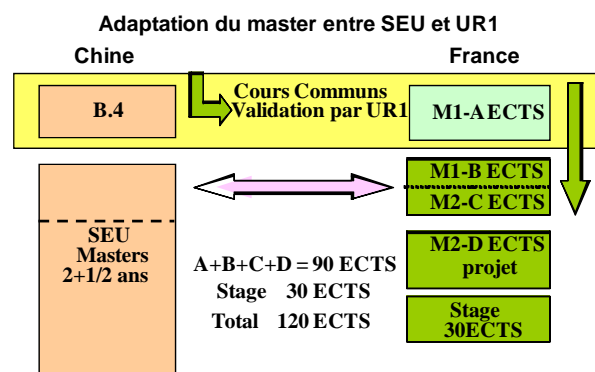 Adaptation du master entre SEU et UR1
Chine
France
B.4
Cours Communs
Validation par UR1
M1-A ECTS
M1-B ECTS
M2-C ECTS
SEU
Masters
2+1/2 ans
A+B+C+D = 90 ECTS
Stage 30 ECTS
Total 120 ECTS
M2-D ECTS
projet
Stage
30ECTS